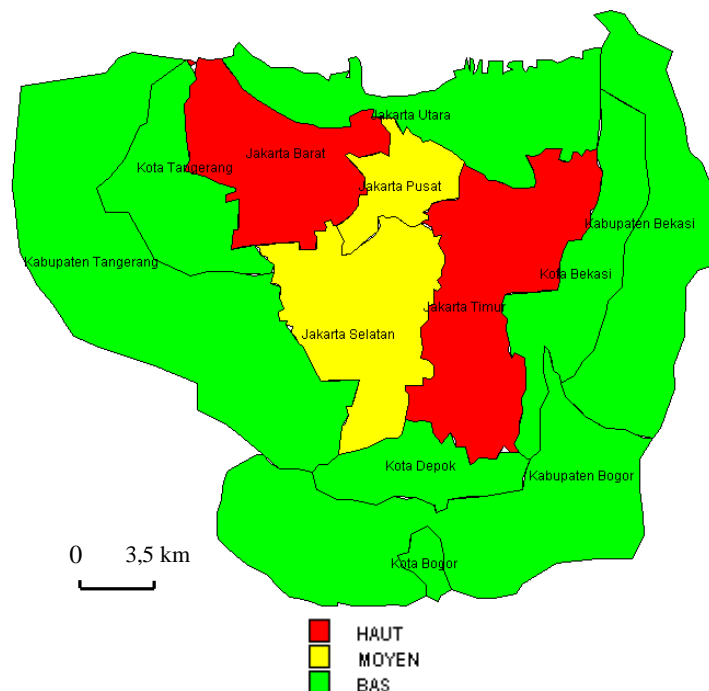 Jakarta Utara
Jakarta Barat
Kota Tangerang
Jakarta Pusat
Kabupaten Bekasi
Kabupaten Tangerang
Kota Bekasi
Jakarta Timur
Jakarta Selatan
Kota Depok
Kabupaten Bogor
0 3,5 km
Kota Bogor
HAUT
MOYEN
BAS